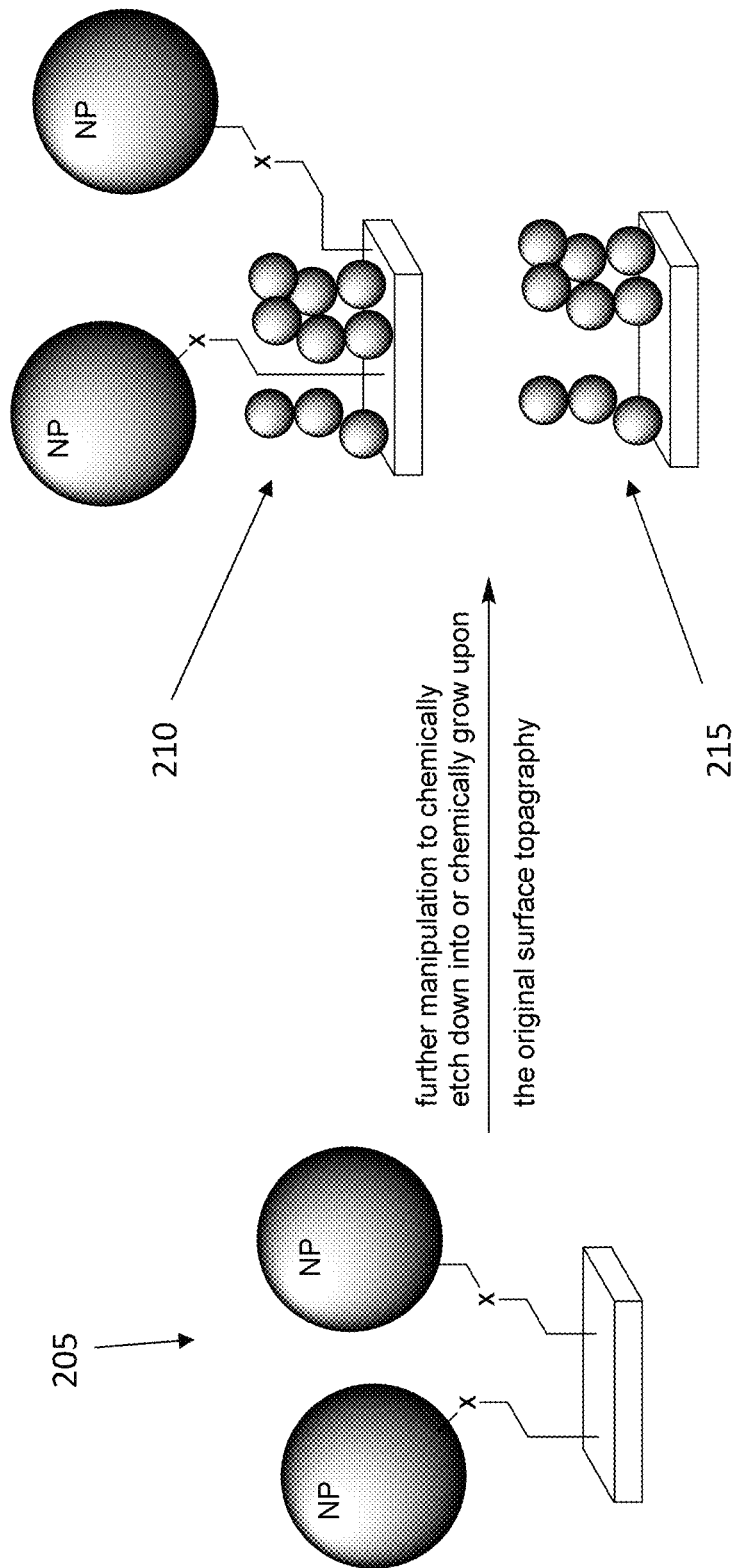 205
NP
NP
X
X
further manipulation to chemically
etch down into or chemically grow upon
the original surface topagraphy
210
NP
NP
X
X
215